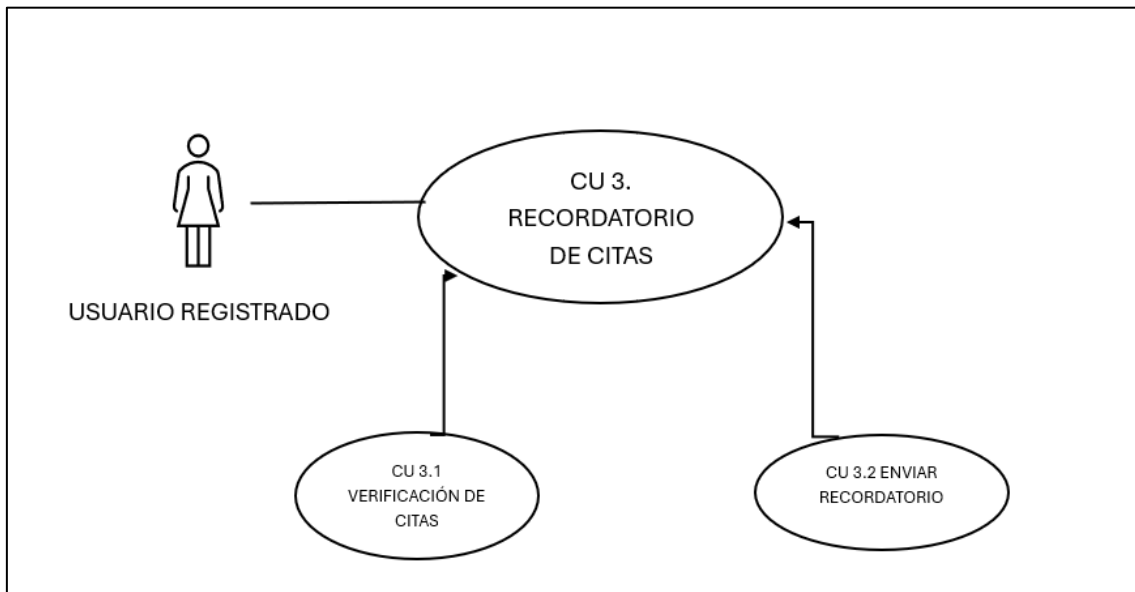 CU 3.
RECORDATORIO
DE CITAS
USUARIO REGISTRADO
CU 3.1
VERIFICACIÓN DE
CITAS
CU 3.2 ENVIAR
RECORDATORIO